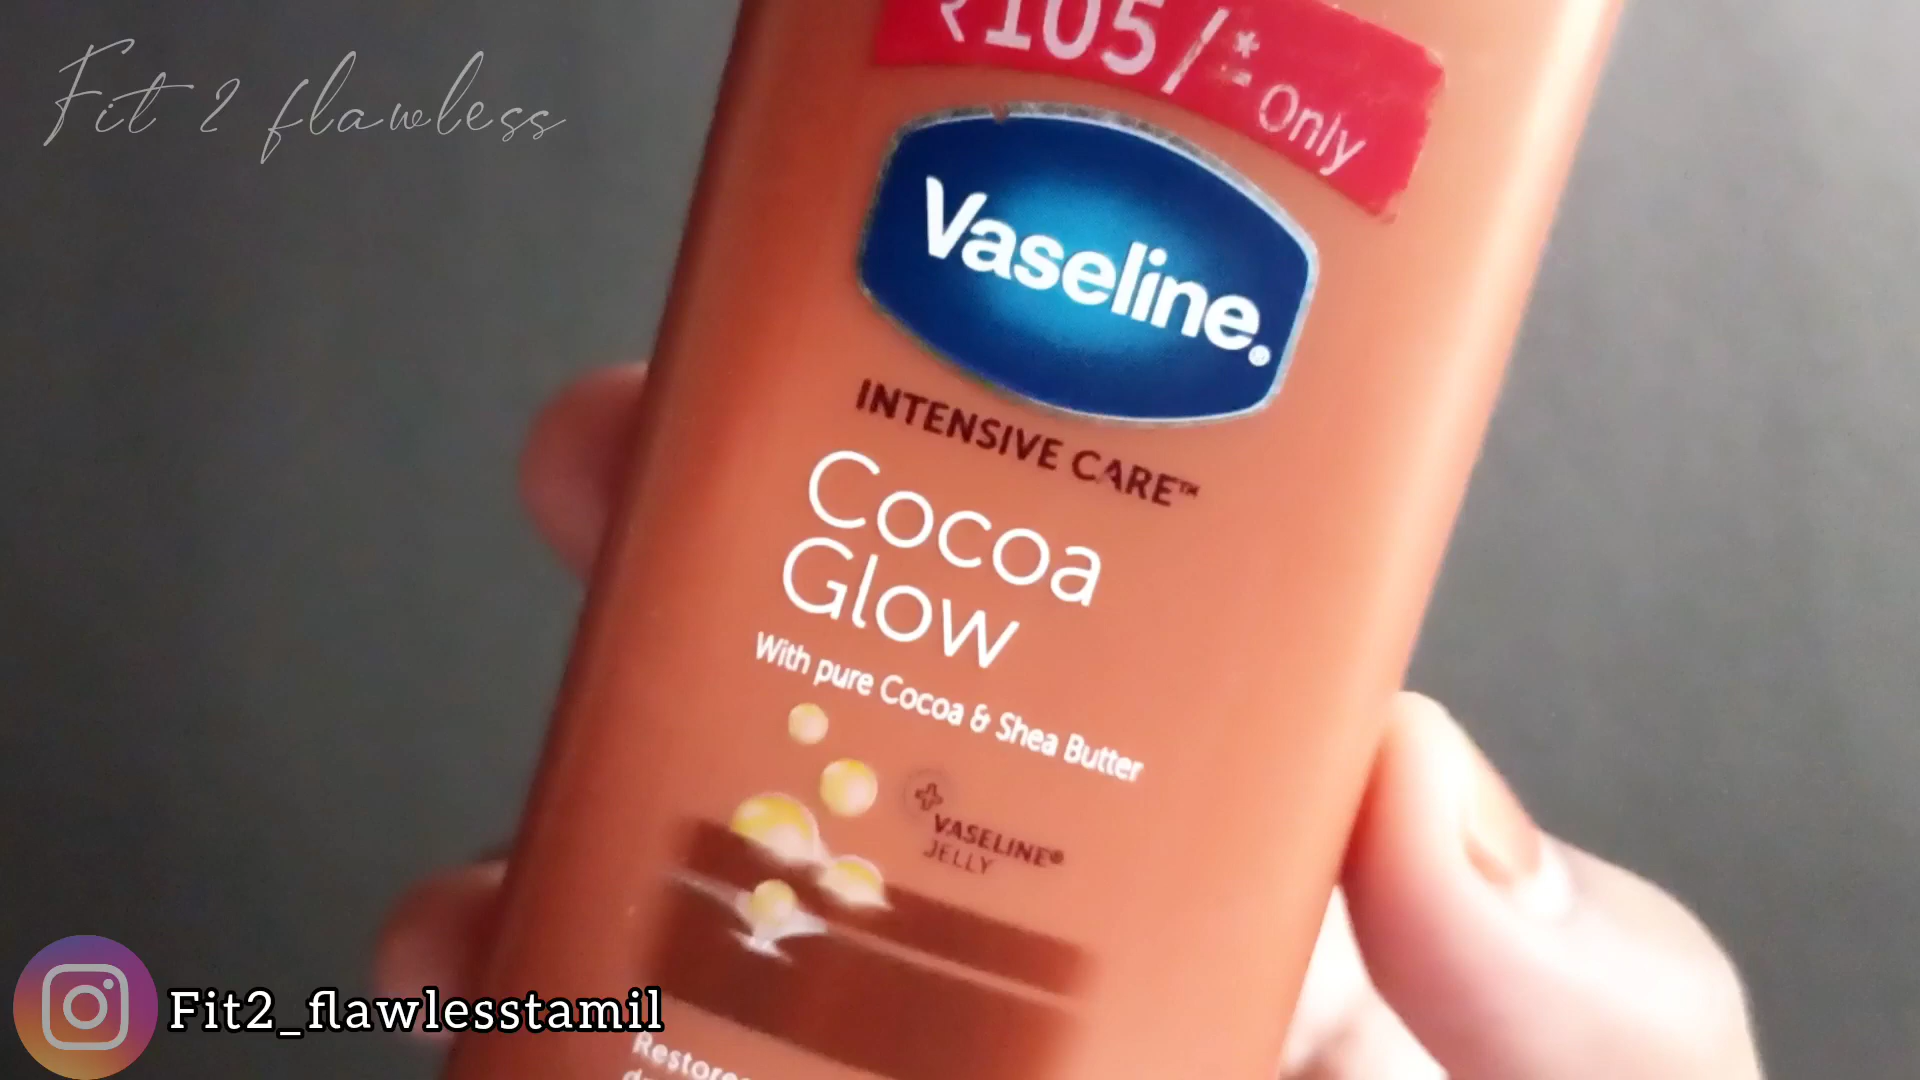 Fit 2 flawless
₹105/*- Only
Vaseline®
INTENSIVE CARE™
Cocoa
Glow
With pure Cocoa & Shea Butter
VASELINE®
JELLY
Fit2_flawlesstamil